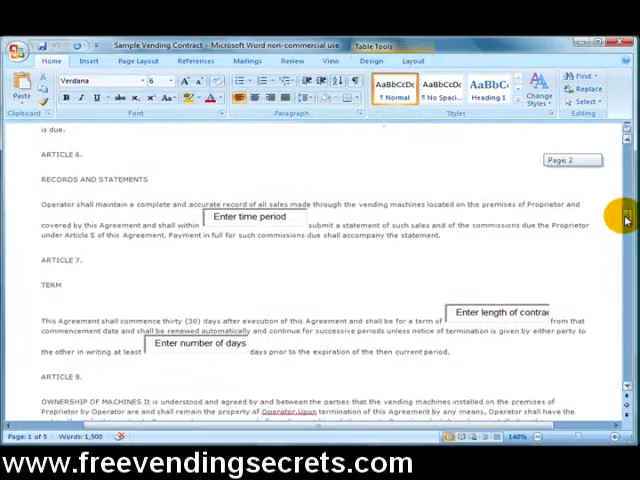 Sample Vending Contract - Microsoft Word non-commercial use
Table Tools
Home Insert Page Layout References Mailings Review View Design Layout
Paste
Verdana 6
Clipboard Font Paragraph
AaBbCcDc AaBbCcDc AaBbC
¶ Normal ¶ No Spaci... Heading 1
Change Styles
Styles
Find
Replace
Select
Editing
is due.
ARTICLE 6.
Page: 2
RECORDS AND STATEMENTS
Operator shall maintain a complete and accurate record of all sales made through the vending machines located on the premises of Proprietor and
covered by this Agreement and shall within Enter time period submit a statement of such sales and of the commissions due the Proprietor
under Article 5 of this Agreement. Payment in full for such commissions due shall accompany the statement.
ARTICLE 7.
TERM
This Agreement shall commence thirty (30) days after execution of this Agreement and shall be for a term of Enter length of contrac from that
commencement date and shall be renewed automatically and continue for successive periods unless notice of termination is given by either party to
the other in writing at least Enter number of days days prior to the expiration of the then current period.
ARTICLE 8.
OWNERSHIP OF MACHINES It is understood and agreed by and between the parties that the vending machines installed on the premises of
Proprietor by Operator are and shall remain the property of Operator.Upon termination of this Agreement by any means, Operator shall have the
Page: 1 of 5 Words: 1,500 140%
www.freevendingsecrets.com